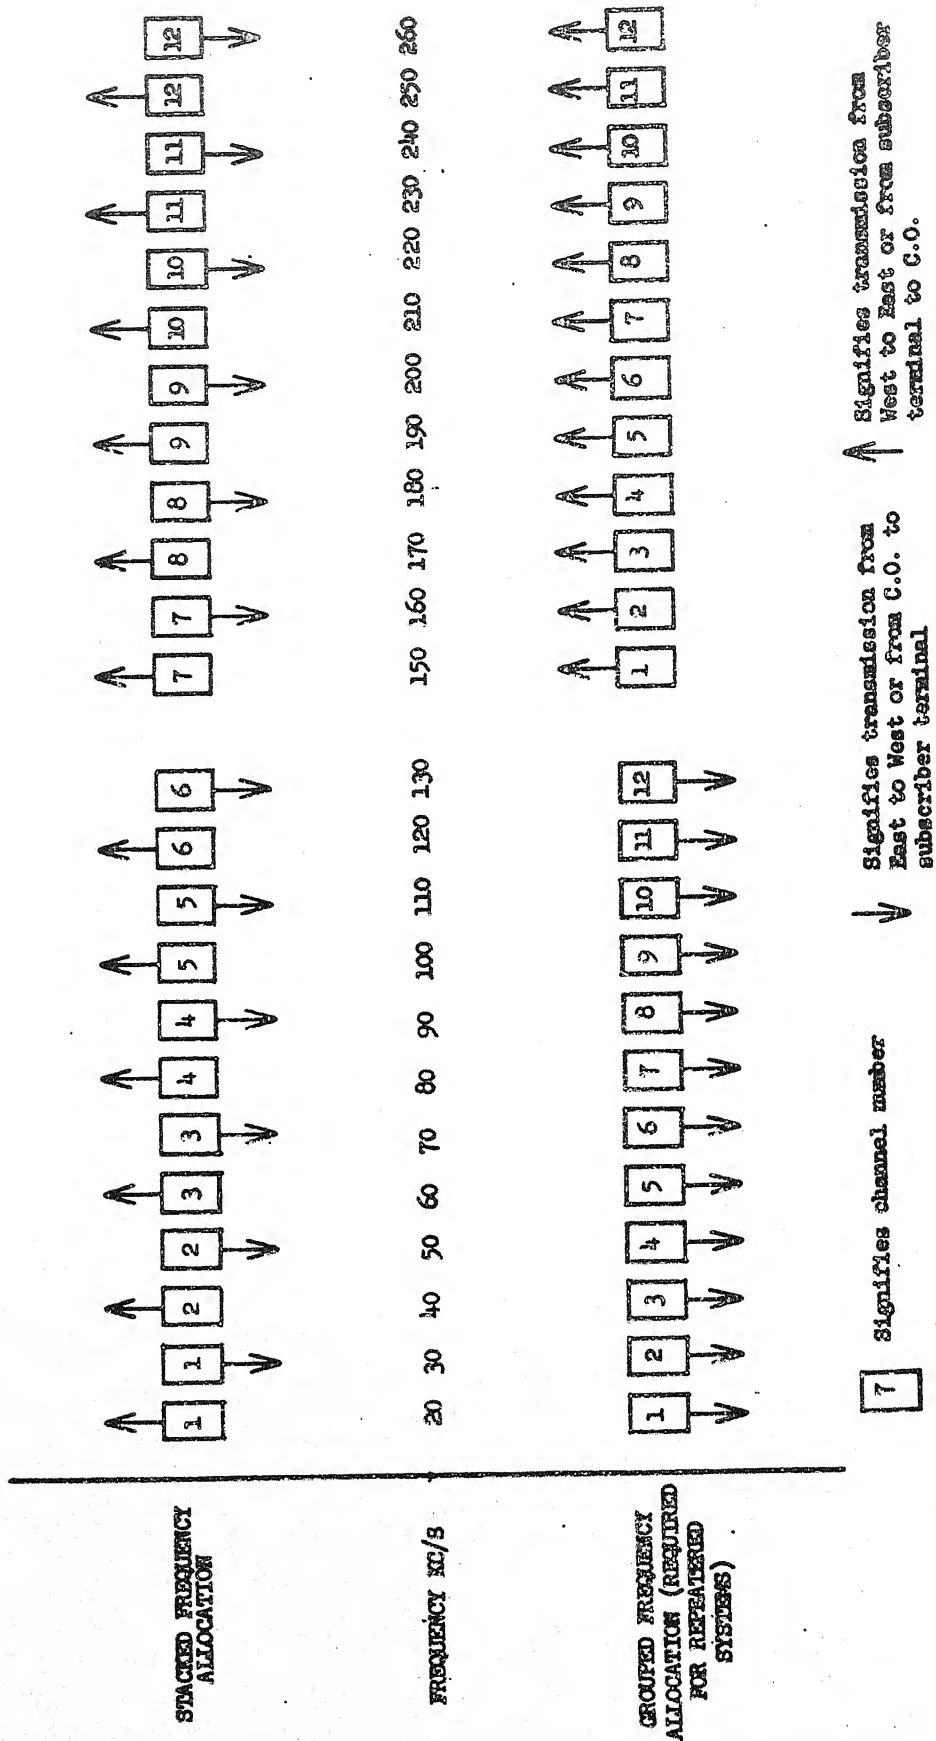 STACKED FREQUENCY
ALLOCATION
1 1 2 2 3 3 4 4 5 5 6 6 7 7 8 8 9 9 10 10 11 11 12 12
FREQUENCY KC/S
20 30 40 50 60 70 80 90 100 110 120 130 150 160 170 180 190 200 210 220 230 240 250 260
GROUPED FREQUENCY
ALLOCATION (REQUIRED
FOR REPEATERED
SYSTEMS)
1 2 3 4 5 6 7 8 9 10 11 12 1 2 3 4 5 6 7 8 9 10 11 12
7 Signifies channel number
Signifies transmission from
East to West or from C.O. to
subscriber terminal
Signifies transmission from
West to East or from subscriber
terminal to C.O.